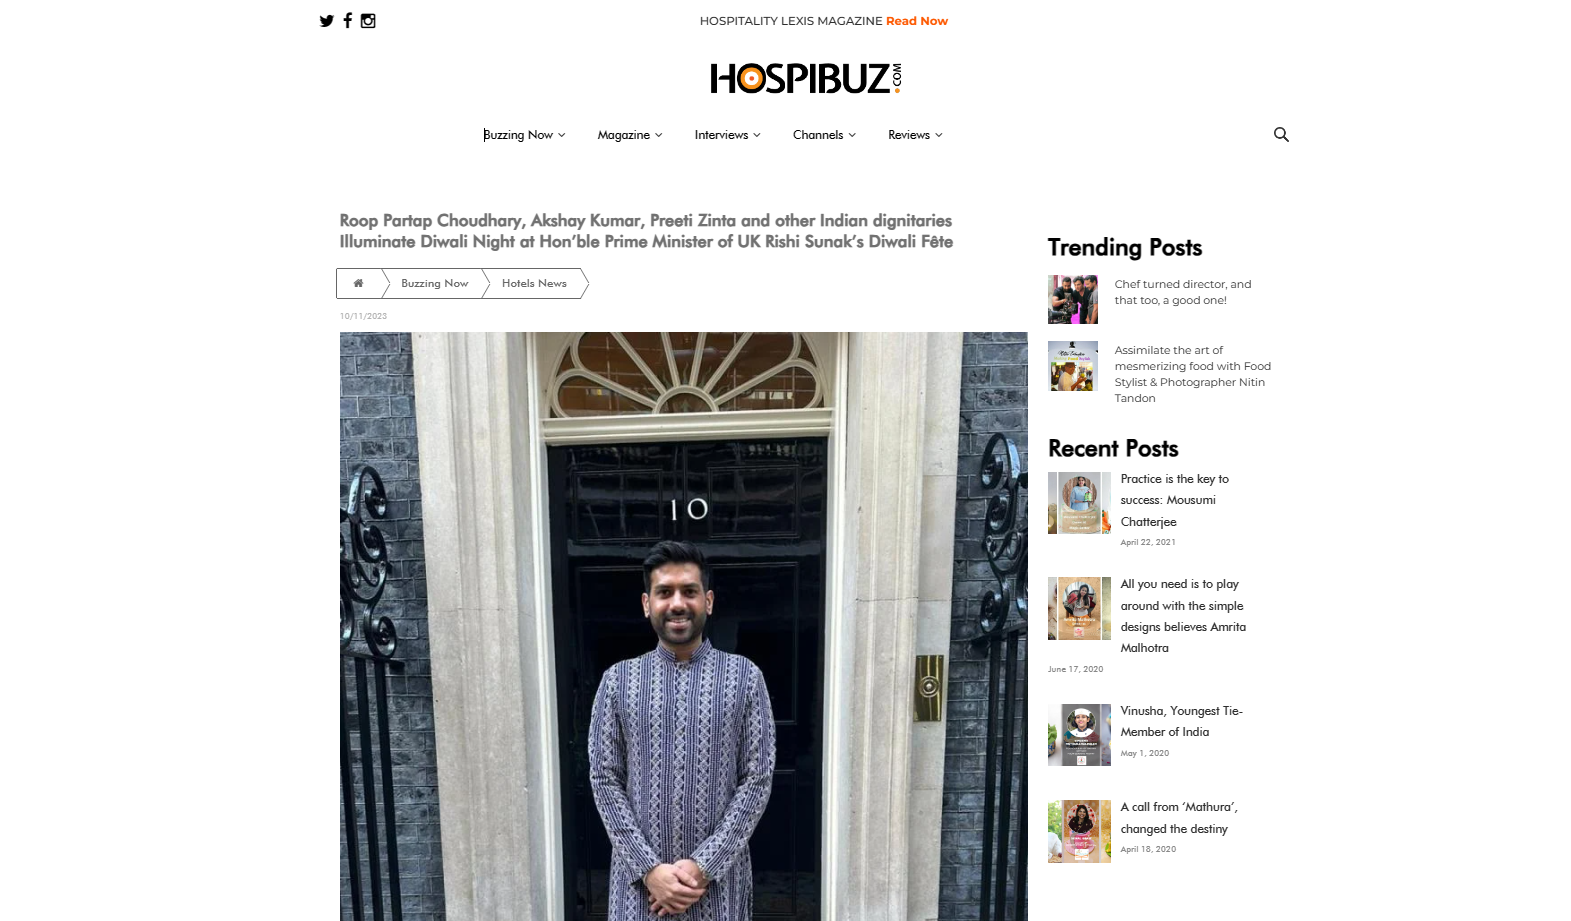 HOSPITALITY LEXIS MAGAZINE Read Now
HOSPIBUZ.COM
Buzzing Now
Magazine
Interviews
Channels
Reviews
Roop Partap Choudhary, Akshay Kumar, Preeti Zinta and other Indian dignitaries
Illuminate Diwali Night at Hon’ble Prime Minister of UK Rishi Sunak’s Diwali Fête
Buzzing Now
Hotels News
10/11/2023
10
Trending Posts
Chef turned director, and
that too, a good one!
Assimilate the art of
mesmerizing food with Food
Stylist & Photographer Nitin
Tandon
Recent Posts
Practice is the key to
success: Mousumi
Chatterjee
April 22, 2021
All you need is to play
around with the simple
designs believes Amrita
Malhotra
June 17, 2020
Vinusha, Youngest Tie-
Member of India
May 1, 2020
A call from ‘Mathura’,
changed the destiny
April 18, 2020